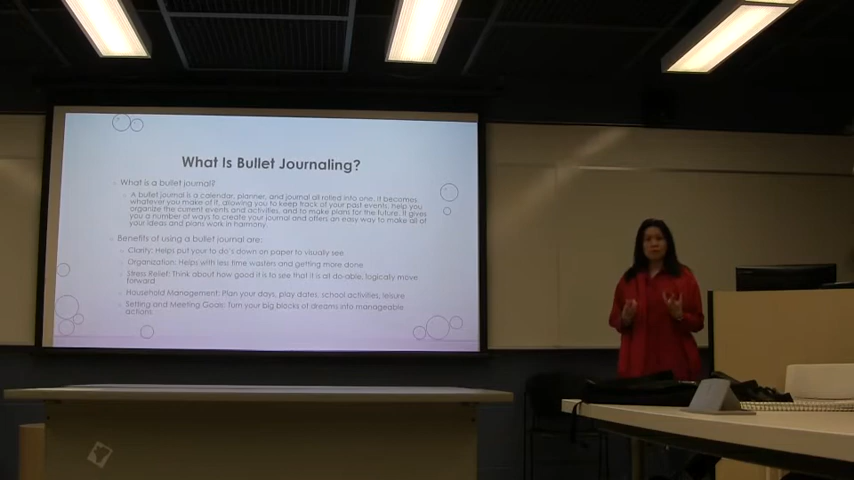 What Is Bullet Journaling?
What is a bullet journal?
A bullet journal is a calendar, planner, and journal all rolled into one. It becomes
whatever you make of it, allowing you to keep track of your past events, help you
organize the current events and activities, and to make plans for the future. It gives
you a number of ways to create your journal and offers an easy way to make all of
your ideas and plans work in harmony.
Benefits of using a bullet journal are:
Clarity: Helps put your to do's down on paper to visually see
Organization: Helps with less time wasted and getting more done
Stress Relief: Think about how good it is to see that it is all do-able, logically move
forward
Household Management: Plan your days, play dates, school activities, leisure
Setting and Meeting Goals: Turn your big blocks of dreams into manageable
actions.